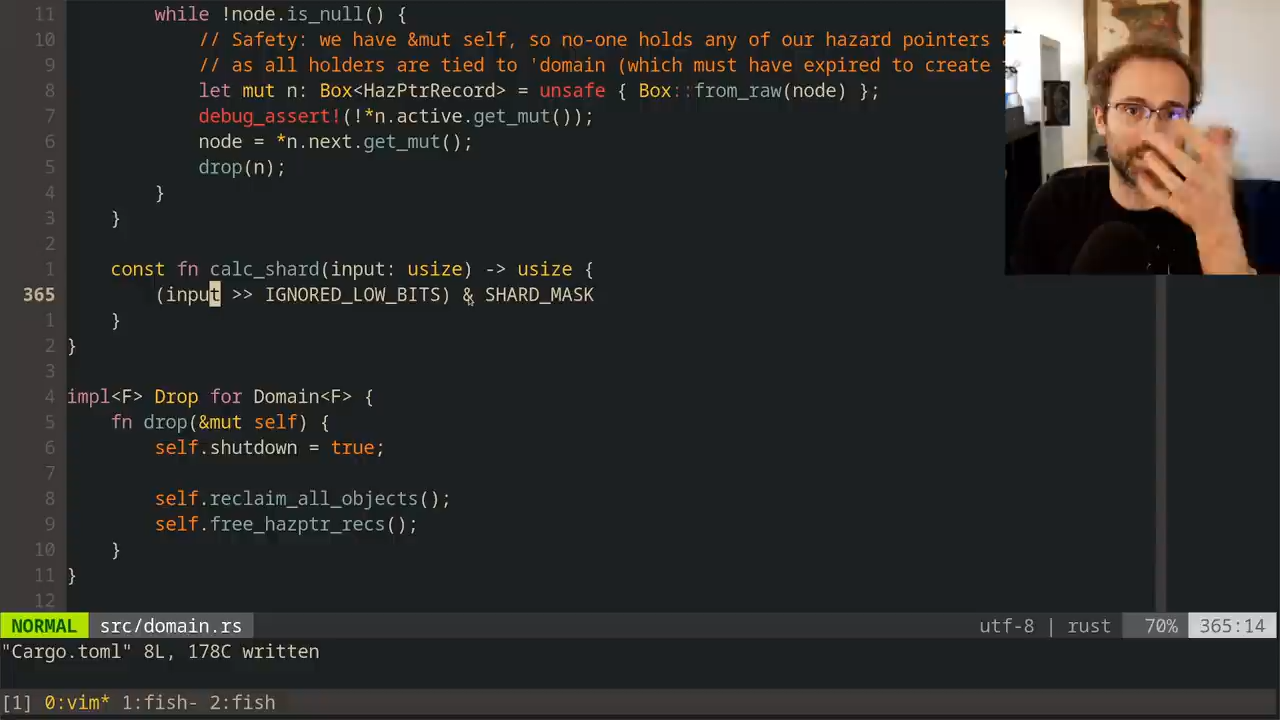 11 while !node.is_null() {
10 // Safety: we have &mut self, so no-one holds any of our hazard pointers
9 // as all holders are tied to 'domain (which must have expired to create
8 let mut n: Box<HazPtrRecord> = unsafe { Box::from_raw(node) };
7 debug_assert!(!*n.active.get_mut());
6 node = *n.next.get_mut();
5 drop(n);
4 }
3 }
2
1 const fn calc_shard(input: usize) -> usize {
365 (input >> IGNORED_LOW_BITS) & SHARD_MASK
1 }
2 }
3
4 impl<F> Drop for Domain<F> {
5 fn drop(&mut self) {
6 self.shutdown = true;
7
8 self.reclaim_all_objects();
9 self.free_hazptr_recs();
10 }
11 }
12
NORMAL src/domain.rs utf-8 | rust 70% 365:14
"Cargo.toml" 8L, 178C written
[1] 0:vim* 1:fish- 2:fish